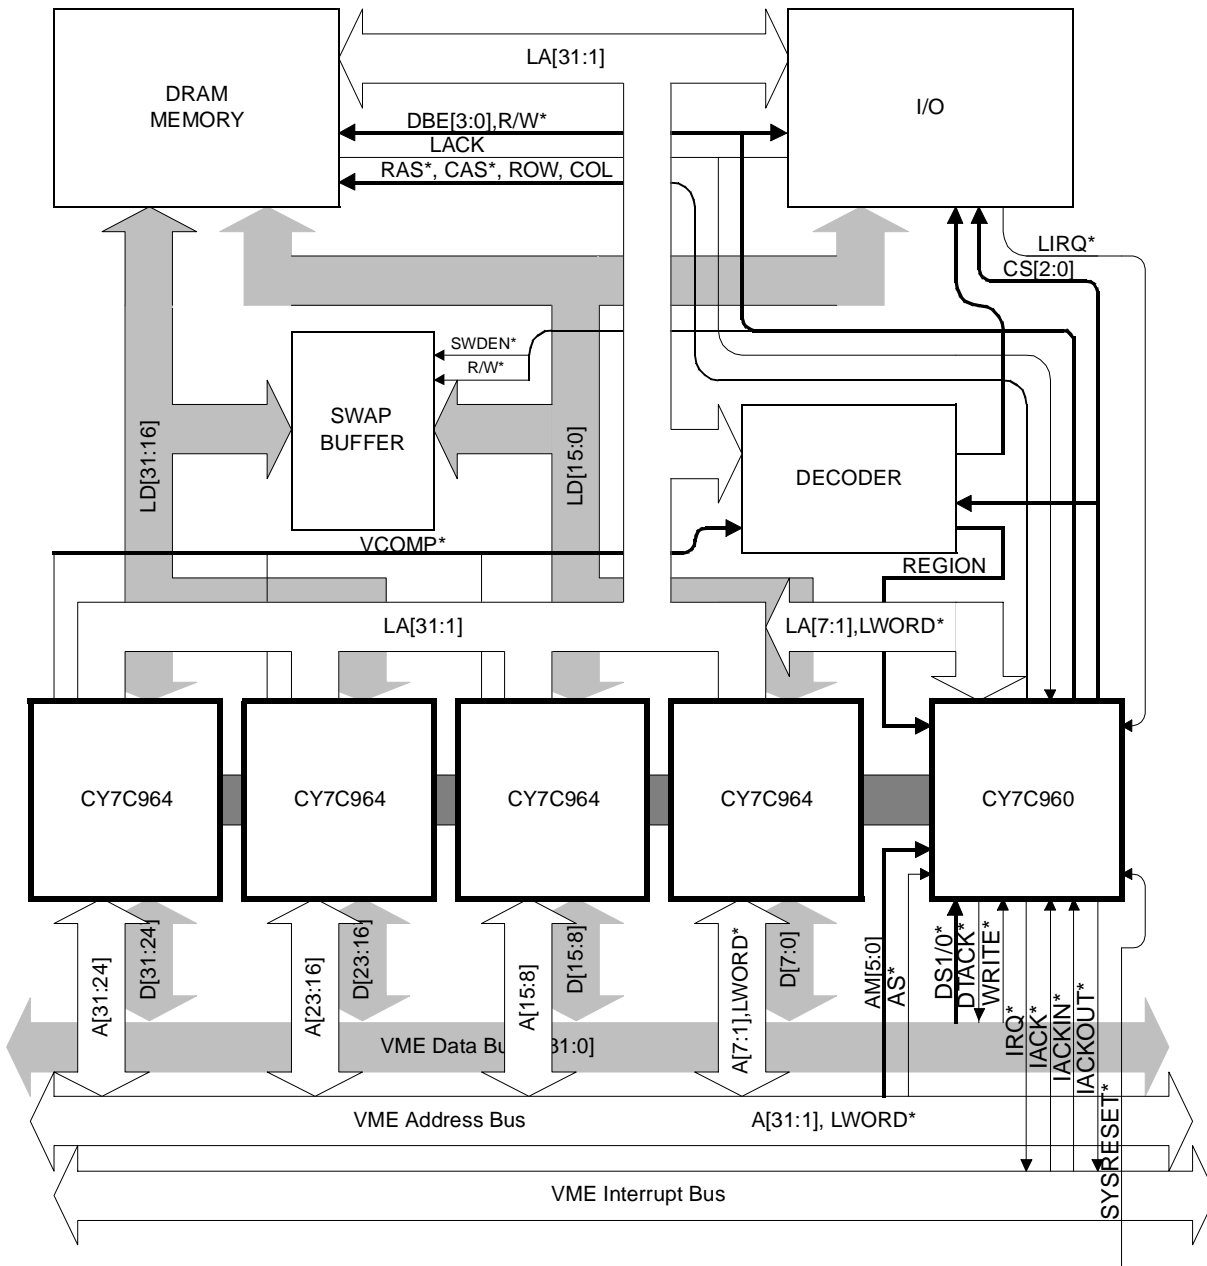 LA[31:1]
DRAM
MEMORY
I/O
DBE[3:0],R/W*
LACK
RAS*, CAS*, ROW, COL
LIRQ*
CS[2:0]
SWDEN*
R/W*
SWAP
BUFFER
LD[31:16]
LD[15:0]
DECODER
VCOMP*
REGION
LA[31:1]
LA[7:1],LWORD*
CY7C964
CY7C964
CY7C964
CY7C964
CY7C960
A[31:24]
D[31:24]
A[23:16]
D[23:16]
A[15:8]
D[15:8]
A[7:1],LWORD*
D[7:0]
AM[5:0]
AS*
DS1/0*
DTACK*
WRITE*
IRQ*
IACK*
IACKIN*
IACKOUT*
SYSRESET*
VME Data Bu 31:0]
VME Address Bus
A[31:1], LWORD*
VME Interrupt Bus